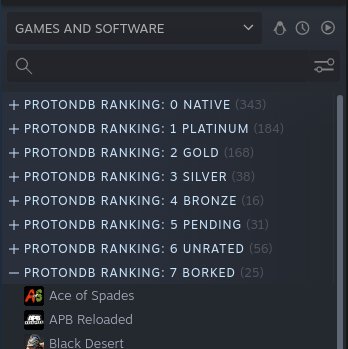 GAMES AND SOFTWARE
PROTONDB RANKING: 0 NATIVE (343)
PROTONDB RANKING: 1 PLATINUM (184)
PROTONDB RANKING: 2 GOLD (168)
PROTONDB RANKING: 3 SILVER (38)
PROTONDB RANKING: 4 BRONZE (16)
PROTONDB RANKING: 5 PENDING (31)
PROTONDB RANKING: 6 UNRATED (56)
PROTONDB RANKING: 7 BORKED (25)
Ace of Spades
APB Reloaded
Black Desert